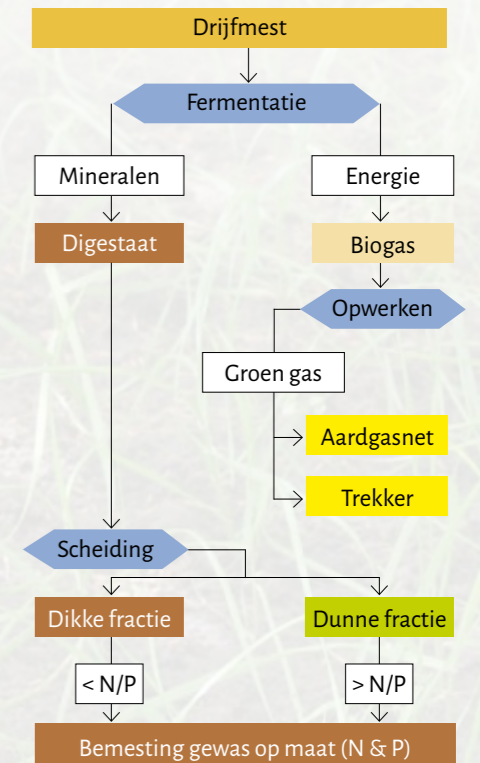 Drijfmest
Fermentatie
Mineralen
Energie
Digestaat
Biogas
Opwerken
Groen gas
Aardgasnet
Trekker
Scheiding
Dikke fractie
Dunne fractie
< N/P
> N/P
Bemesting gewas op maat (N & P)